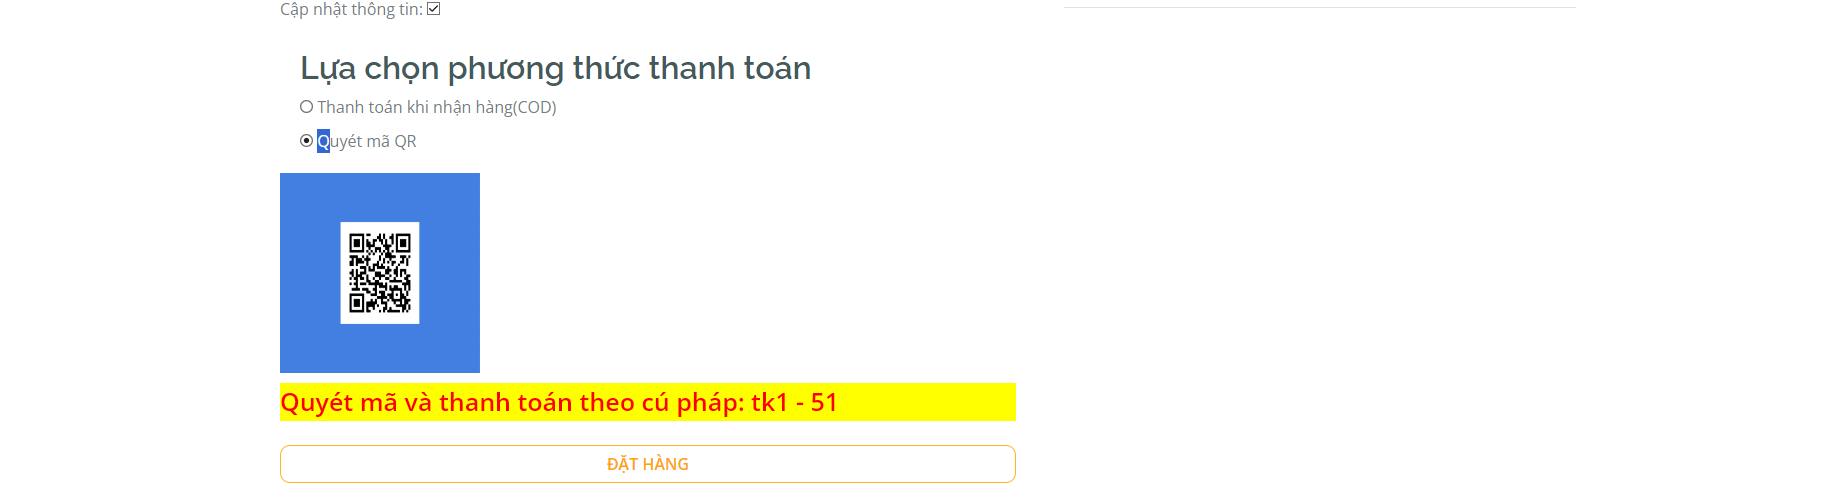 Cập nhật thông tin:
Lựa chọn phương thức thanh toán
Thanh toán khi nhận hàng(COD)
Quyét mã QR
Quyét mã và thanh toán theo cú pháp: tk1 - 51
ĐẶT HÀNG